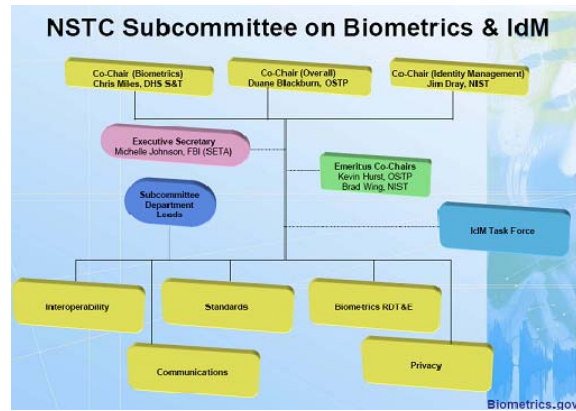 NSTC Subcommittee on Biometrics & IdM
Co-Chair (Biometrics)
Chris Miles, DHS S&T
Co-Chair (Overall)
Duane Blackburn, OSTP
Co-Chair (Identity Management)
Jim Dray, NIST
Executive Secretary
Michelle Johnson, FBI (SETA)
Emeritus Co-Chairs
Kevin Hurst, OSTP
Brad Wing, NIST
Subcommittee
Department
Leads
IdM Task Force
Interoperability
Standards
Biometrics RDT&E
Communications
Privacy
Biometrics.gov